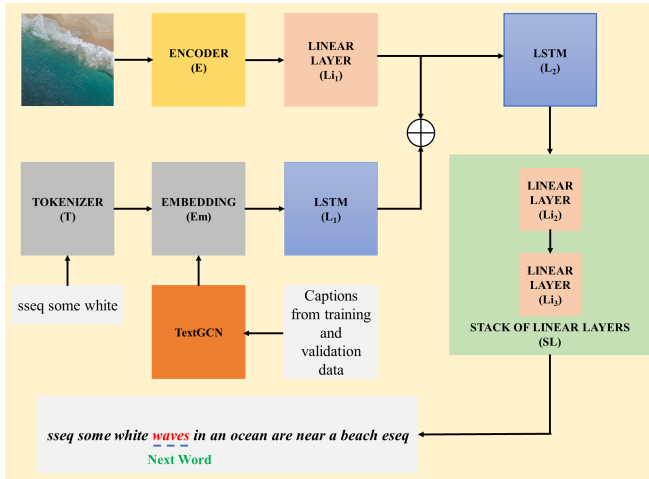 ENCODER
(E)
LINEAR
LAYER
(Li₁)
LSTM
(L₂)
TOKENIZER
(T)
EMBEDDING
(Em)
LSTM
(L₁)
LINEAR
LAYER
(Li₂)
LINEAR
LAYER
(Li₃)
STACK OF LINEAR LAYERS
(SL)
sseq some white
TextGCN
Captions
from training
and
validation
data
sseq some white waves in an ocean are near a beach eseq
Next Word